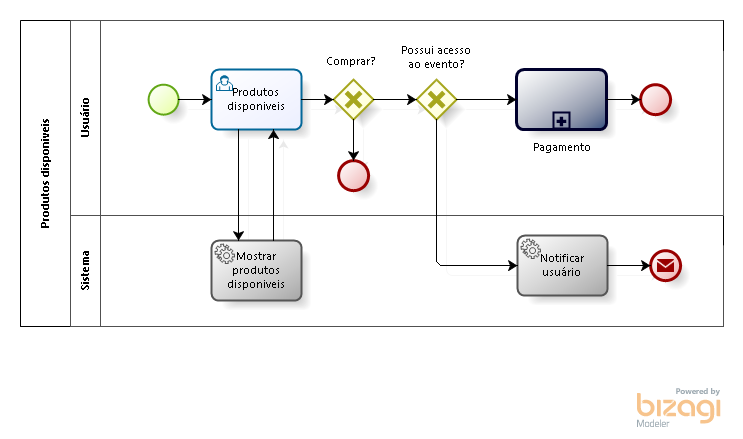 Produtos disponiveis
Usuário
Comprar?
Possui acesso
ao evento?
Produtos
disponiveis
Pagamento
Sistema
Mostrar
produtos
disponiveis
Notificar
usuário
Powered by
bizagi
Modeler